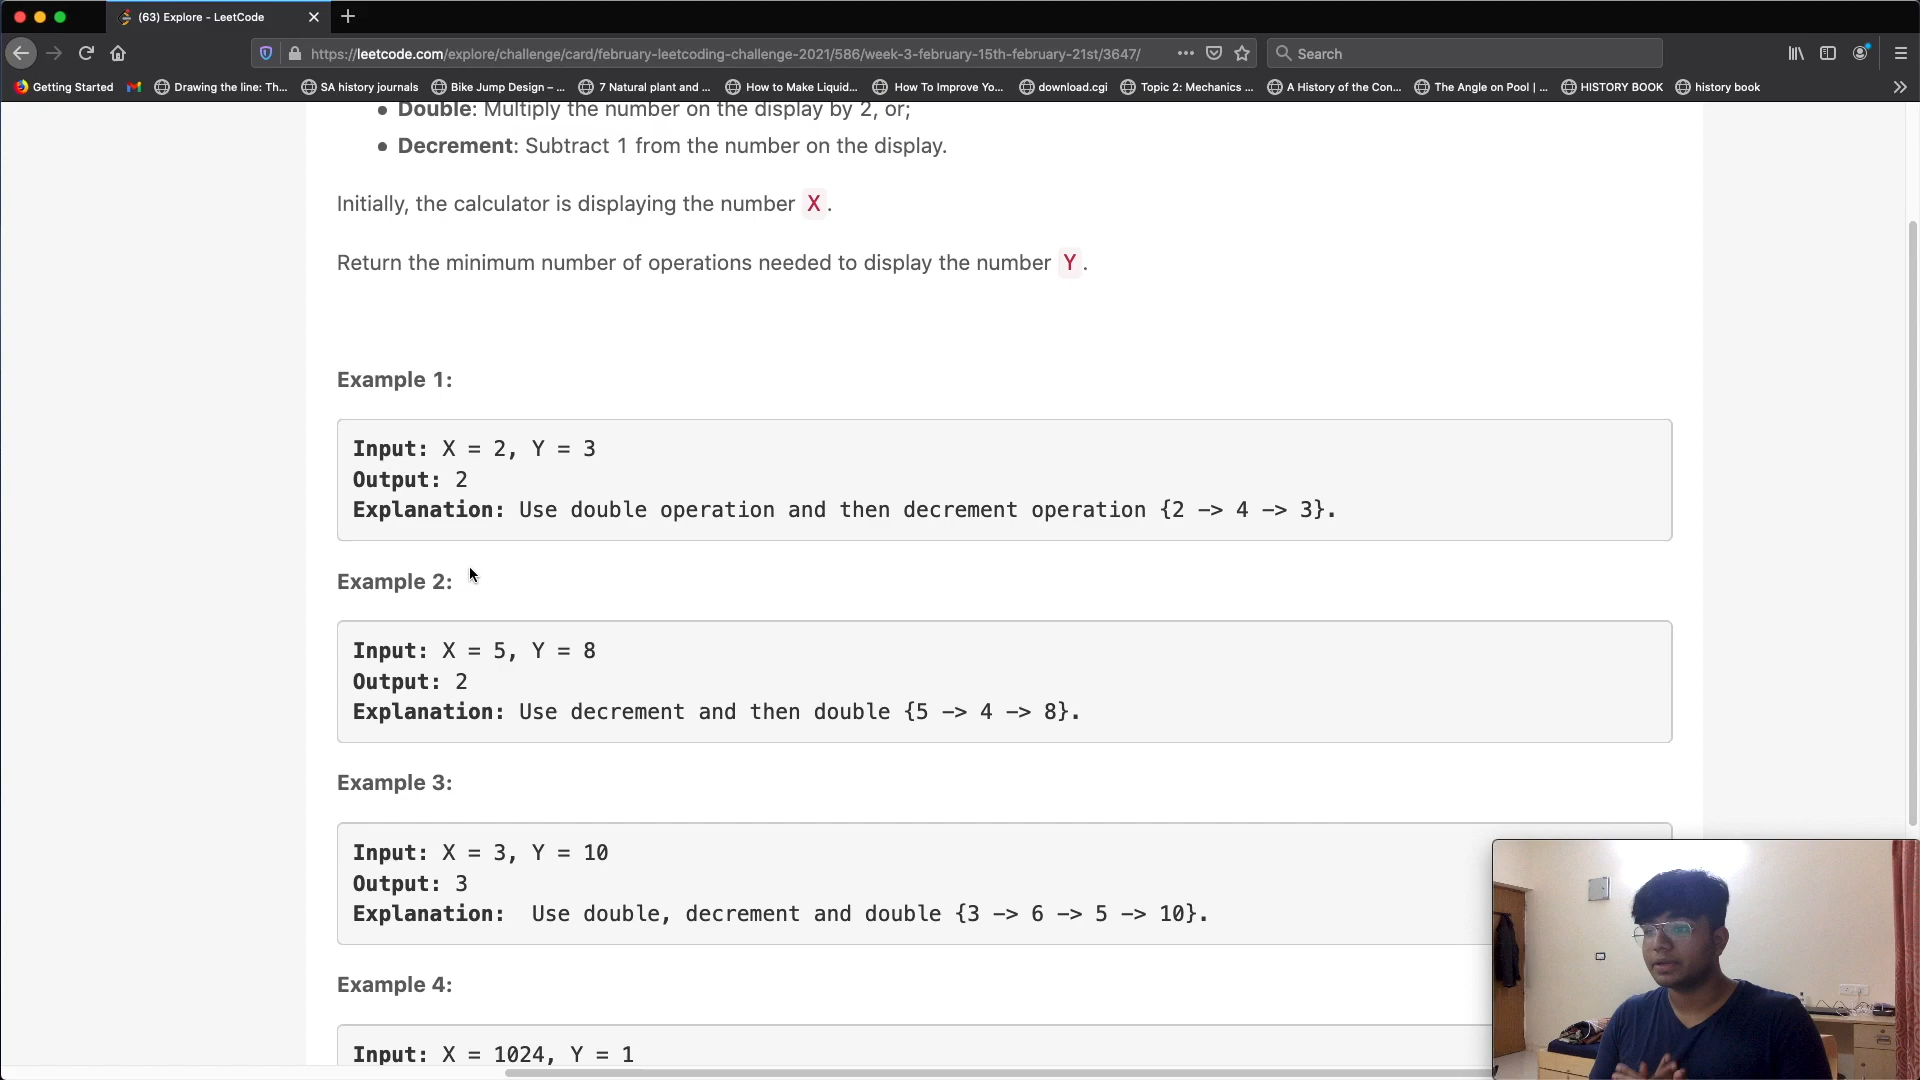 (63) Explore - LeetCode
https://leetcode.com/explore/challenge/card/february-leetcoding-challenge-2021/586/week-3-february-15th-february-21st/3647/
Search
Getting Started
Drawing the line: Th...
SA history journals
Bike Jump Design – ...
7 Natural plant and ...
How to Make Liquid...
How To Improve Yo...
download.cgi
Topic 2: Mechanics ...
A History of the Con...
The Angle on Pool | ...
HISTORY BOOK
history book
• Double: Multiply the number on the display by 2, or;
• Decrement: Subtract 1 from the number on the display.
Initially, the calculator is displaying the number X.
Return the minimum number of operations needed to display the number Y.
Example 1:
Input: X = 2, Y = 3
Output: 2
Explanation: Use double operation and then decrement operation {2 -> 4 -> 3}.
Example 2:
Input: X = 5, Y = 8
Output: 2
Explanation: Use decrement and then double {5 -> 4 -> 8}.
Example 3:
Input: X = 3, Y = 10
Output: 3
Explanation:  Use double, decrement and double {3 -> 6 -> 5 -> 10}.
Example 4:
Input: X = 1024, Y = 1